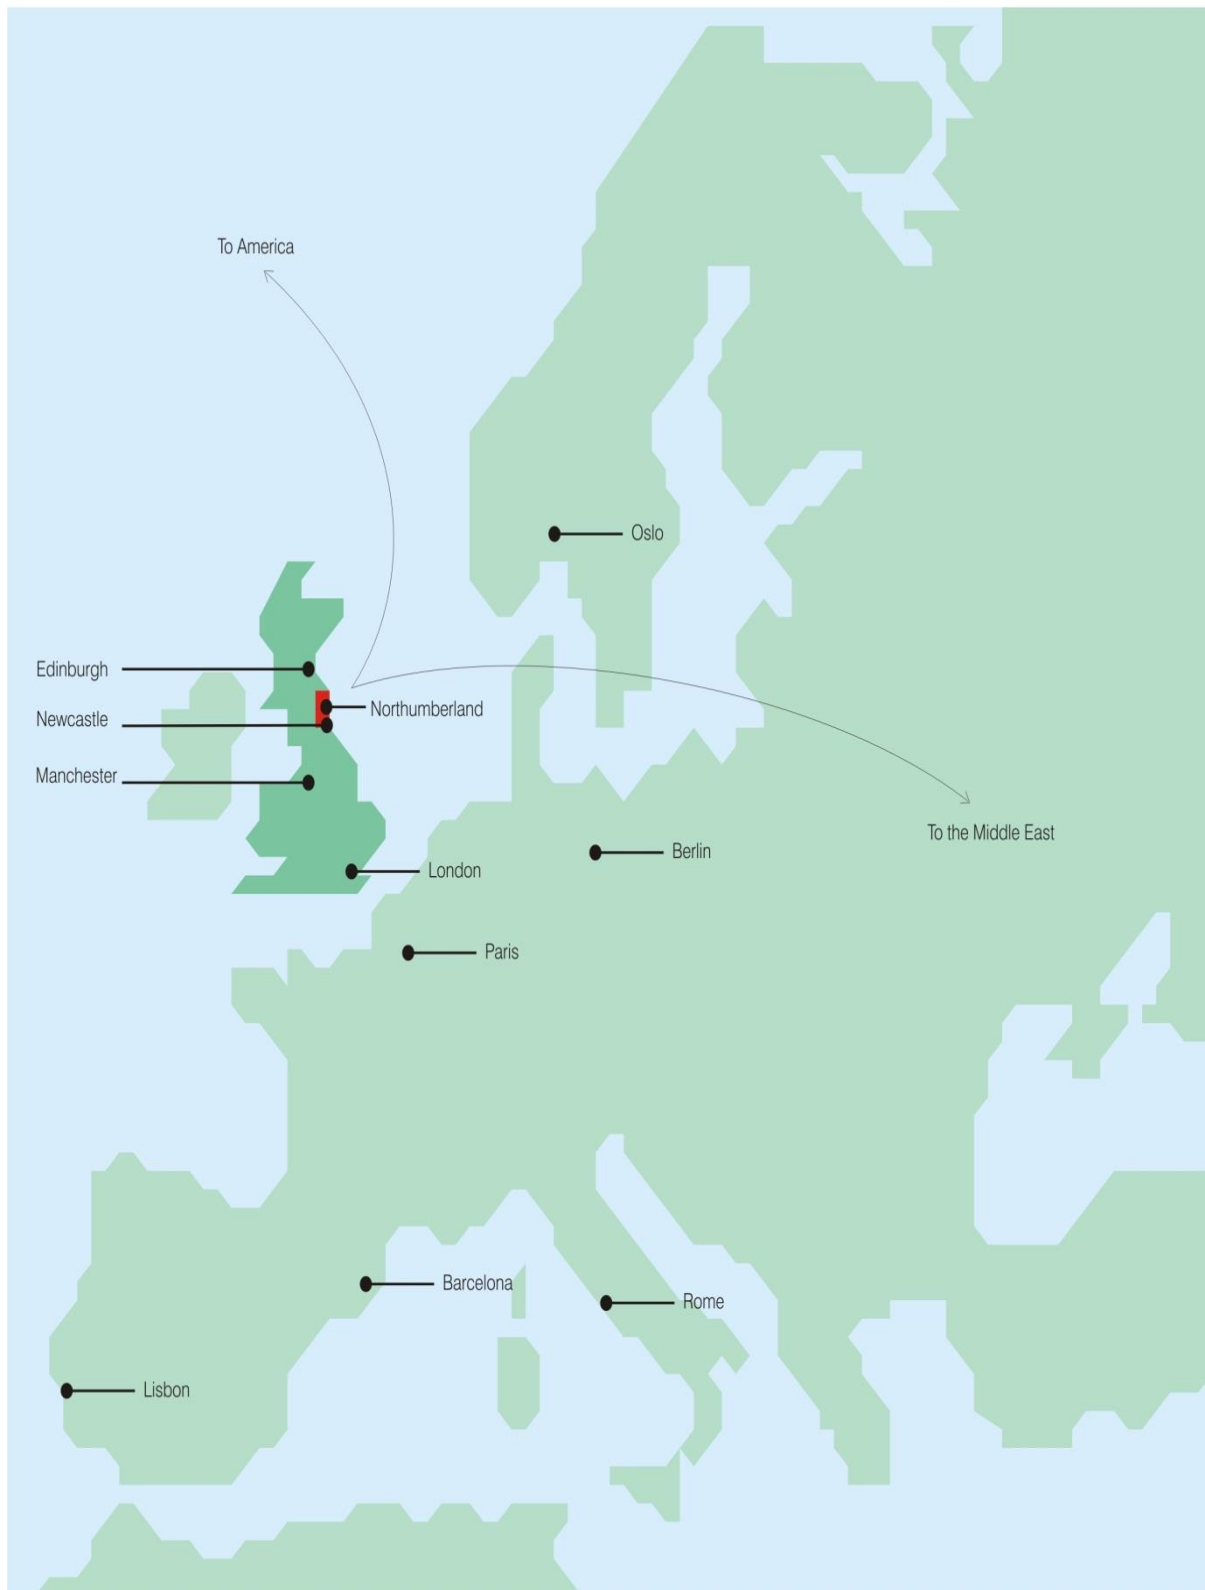 To America
Oslo
Edinburgh
Northumberland
Newcastle
Manchester
To the Middle East
Berlin
London
Paris
Barcelona
Rome
Lisbon